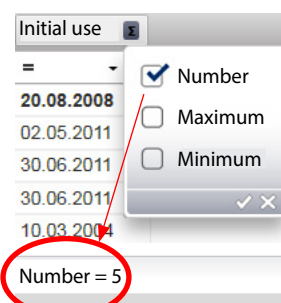 Initial use Σ
=
Number
20.08.2008
Maximum
02.05.2011
Minimum
30.06.2011
30.06.2011
10.03.2004
Number = 5